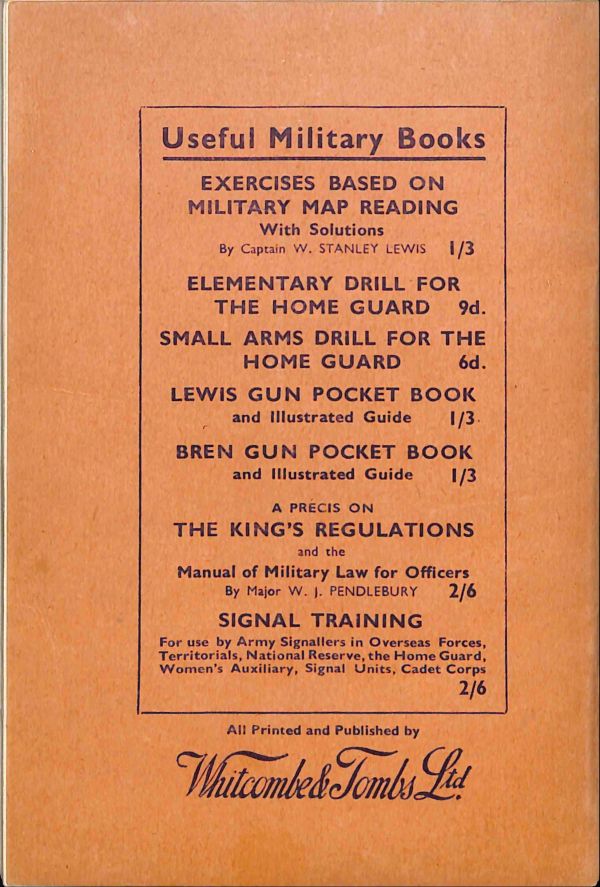 Useful Military Books
EXERCISES BASED ON
MILITARY MAP READING
With Solutions
By Captain W. STANLEY LEWIS 1/3
ELEMENTARY DRILL FOR
THE HOME GUARD 9d.
SMALL ARMS DRILL FOR THE
HOME GUARD 6d.
LEWIS GUN POCKET BOOK
and Illustrated Guide 1/3
BREN GUN POCKET BOOK
and Illustrated Guide 1/3
A PRÉCIS ON
THE KING'S REGULATIONS
and the
Manual of Military Law for Officers
By Major W. J. PENDLEBURY 2/6
SIGNAL TRAINING
For use by Army Signallers in Overseas Forces,
Territorials, National Reserve, the Home Guard,
Women's Auxiliary, Signal Units, Cadet Corps
2/6
All Printed and Published by
Whitcombe & Tombs Ltd.